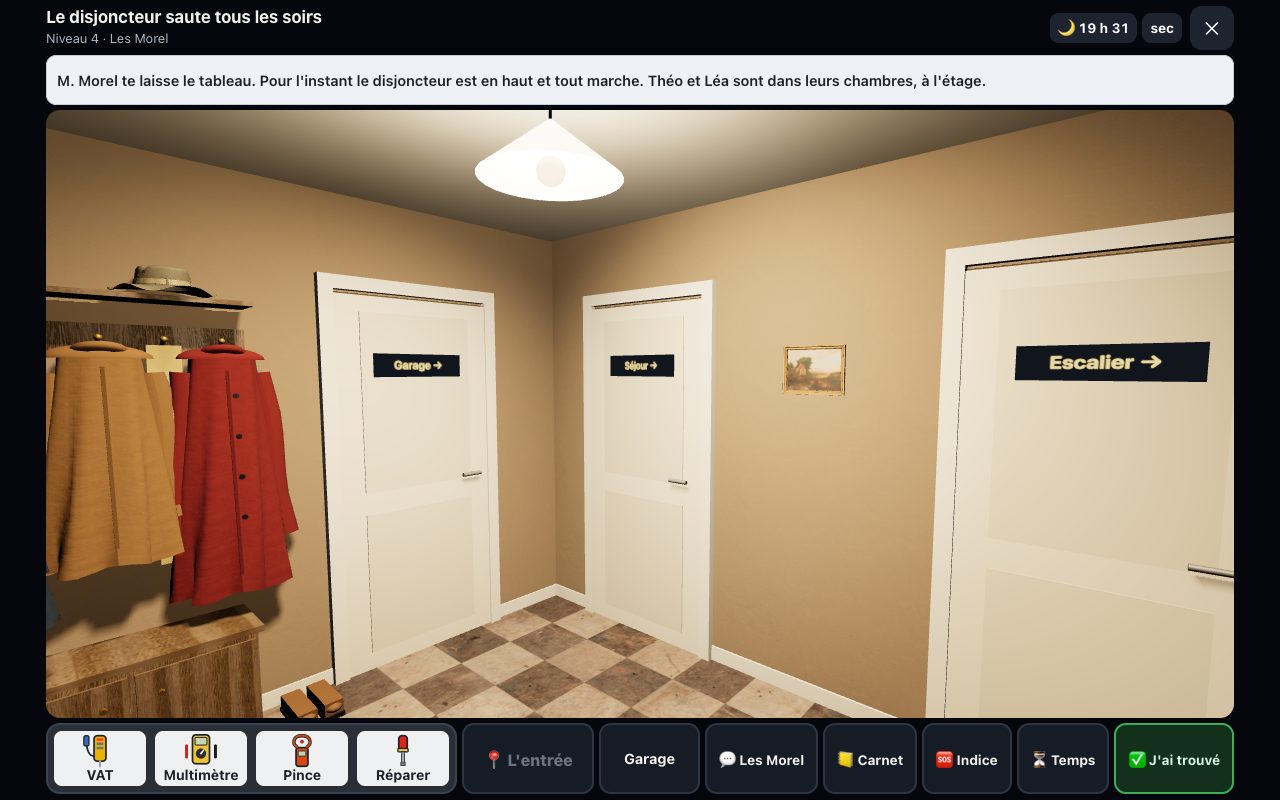 Le disjoncteur saute tous les soirs
Niveau 4 · Les Morel
19 h 31
sec
M. Morel te laisse le tableau. Pour l'instant le disjoncteur est en haut et tout marche. Théo et Léa sont dans leurs chambres, à l'étage.
Garage →
Séjour →
Escalier →
VAT
Multimètre
Pince
Réparer
L'entrée
Garage
Les Morel
Carnet
SOS Indice
Temps
J'ai trouvé